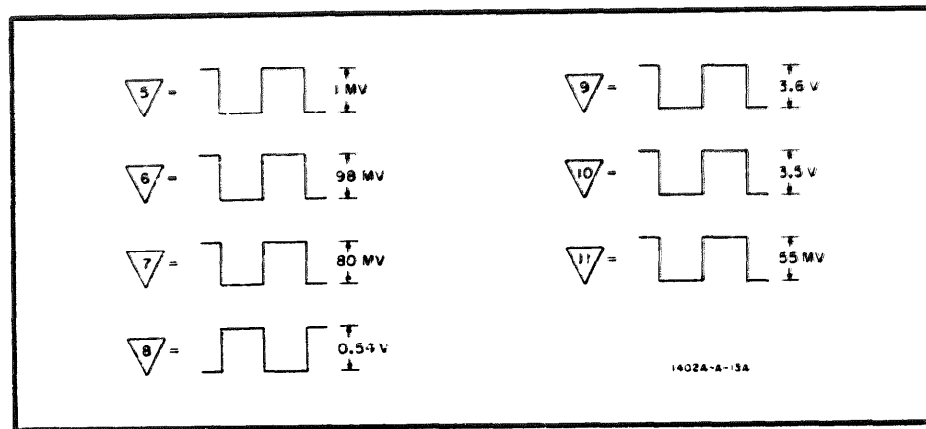 5 = 1 MV
6 = 98 MV
7 = 80 MV
8 = 0.54 V
9 = 3.6 V
10 = 3.5 V
11 = 55 MV
1402A-A-15A